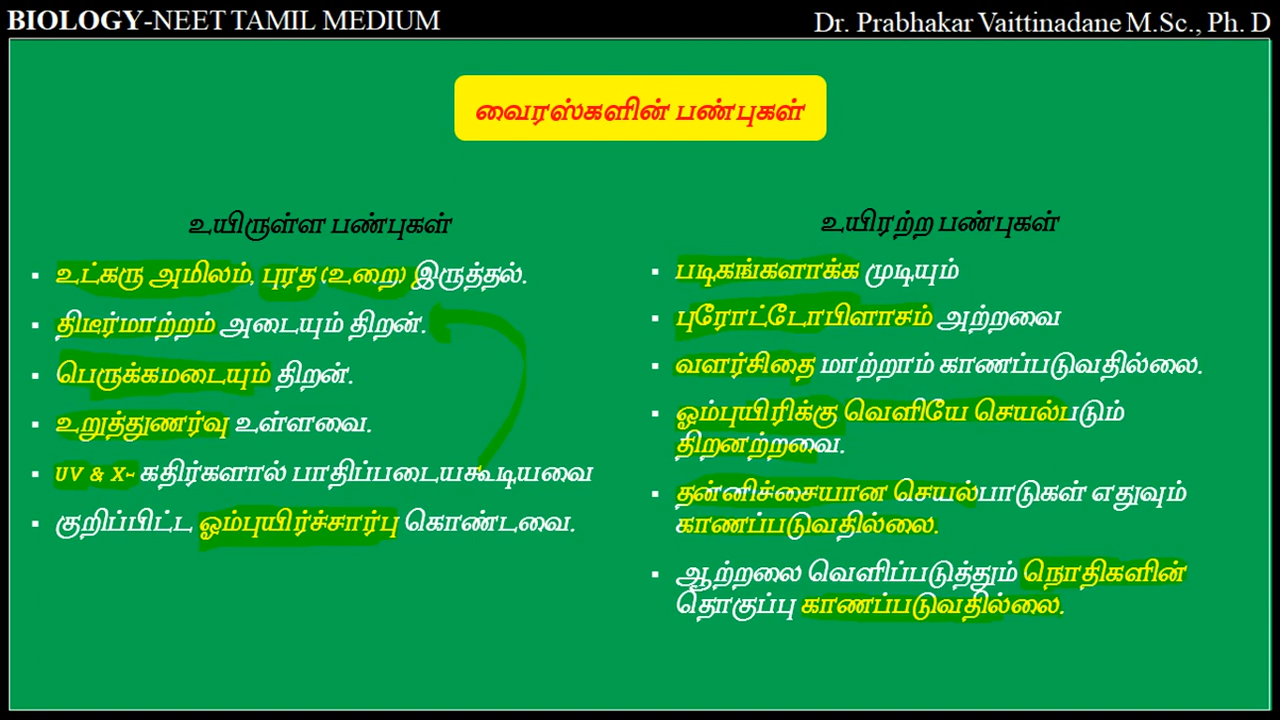 BIOLOGY-NEET TAMIL MEDIUM
Dr. Prabhakar Vaittinadane M.Sc., Ph. D
வைரஸ்களின் பண்புகள்
உயிருள்ள பண்புகள்
▪ உட்கரு அமிலம், புரத (உறை) இருத்தல்.
▪ திடீர்மாற்றம் அடையும் திறன்.
▪ பெருக்கமடையும் திறன்.
▪ உறுத்துணர்வு உள்ளவை.
▪ UV & X- கதிர்களால் பாதிப்படையகூடியவை
▪ குறிப்பிட்ட ஓம்புயிர்ச்சார்பு கொண்டவை.
உயிரற்ற பண்புகள்
▪ படிகங்களாக்க முடியும்
▪ புரோட்டோபிளாசம் அற்றவை
▪ வளர்சிதை மாற்றாம் காணப்படுவதில்லை.
▪ ஓம்புயிரிக்கு வெளியே செயல்படும்
திறனற்றவை.
▪ தன்னிச்சையான செயல்பாடுகள் எதுவும்
காணப்படுவதில்லை.
▪ ஆற்றலை வெளிப்படுத்தும் நொதிகளின்
தொகுப்பு காணப்படுவதில்லை.